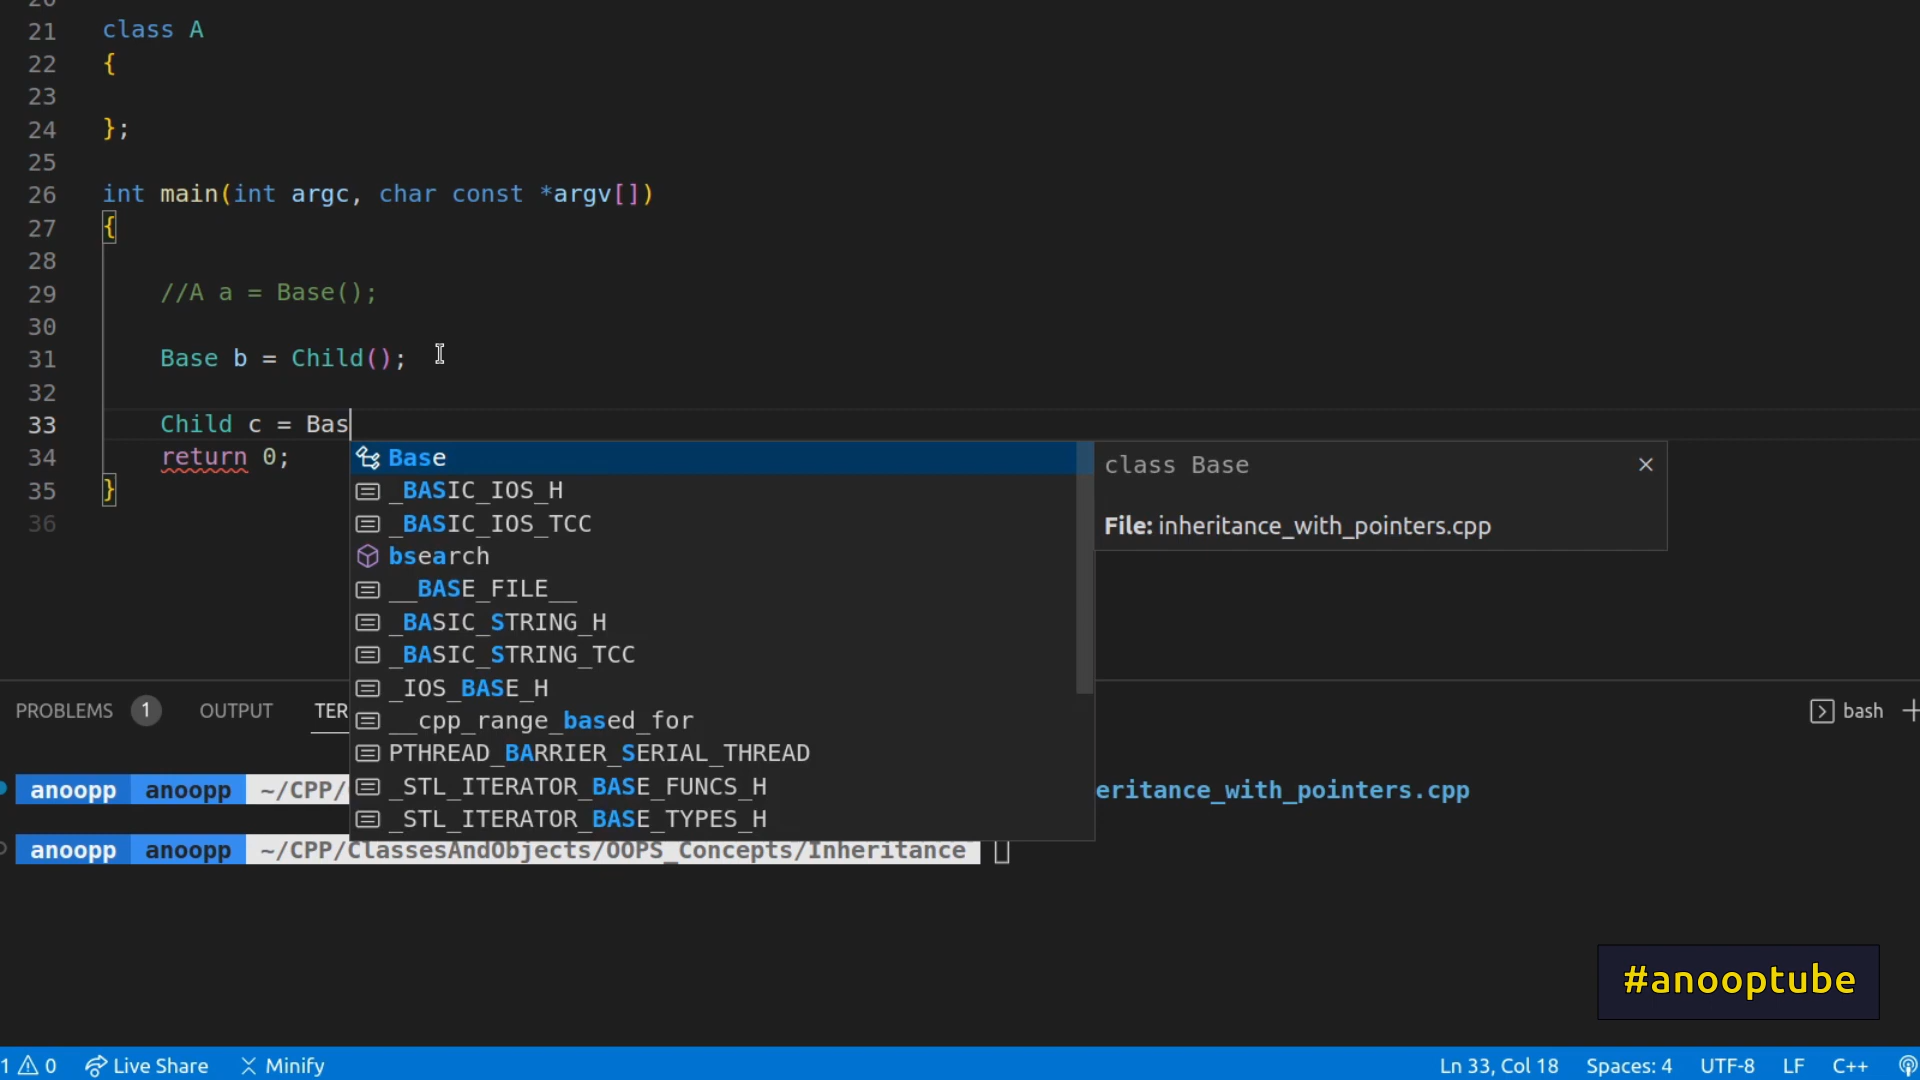 20
21 class A
22 {
23
24 };
25
26 int main(int argc, char const *argv[])
27 {
28
29 //A a = Base();
30
31 Base b = Child();
32
33 Child c = Bas
34 return 0;
35 }
36
Base
_BASIC_IOS_H
_BASIC_IOS_TCC
bsearch
__BASE_FILE__
_BASIC_STRING_H
_BASIC_STRING_TCC
_IOS_BASE_H
__cpp_range_based_for
PTHREAD_BARRIER_SERIAL_THREAD
_STL_ITERATOR_BASE_FUNCS_H
_STL_ITERATOR_BASE_TYPES_H
class Base
File: inheritance_with_pointers.cpp
PROBLEMS 1 OUTPUT TER bash
anoopp anoopp ~/CPP/ eritance_with_pointers.cpp
anoopp anoopp ~/CPP/ClassesAndObjects/OOPS_Concepts/Inheritance
#anooptube
1 0 Live Share Minify Ln 33, Col 18 Spaces: 4 UTF-8 LF C++